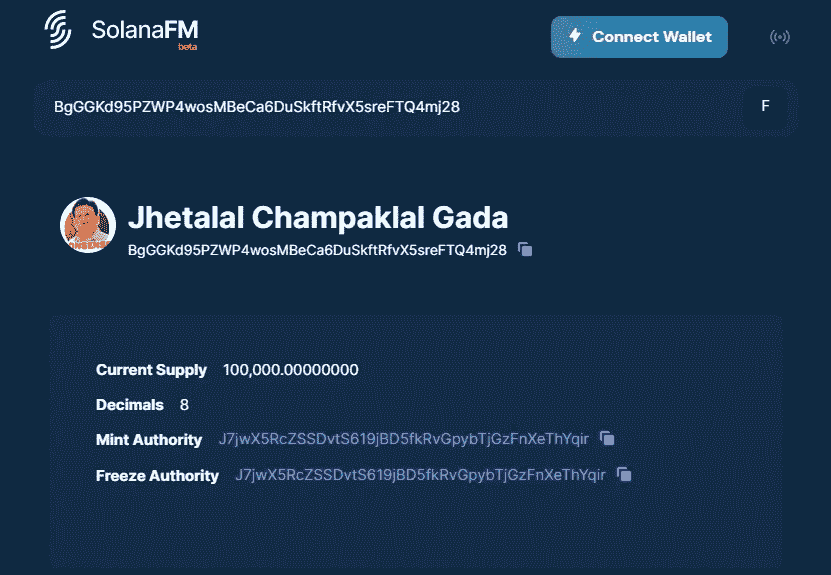 SolanaFM
beta
Connect Wallet
BgGGKd95PZWP4wosMBeCa6DuSkftRfvX5sreFTQ4mj28
F
Jhetalal Champaklal Gada
BgGGKd95PZWP4wosMBeCa6DuSkftRfvX5sreFTQ4mj28
Current Supply 100,000.00000000
Decimals 8
Mint Authority J7jwX5RcZSSDvtS619jBD5fkRvGpybTjGzFnXeThYqir
Freeze Authority J7jwX5RcZSSDvtS619jBD5fkRvGpybTjGzFnXeThYqir